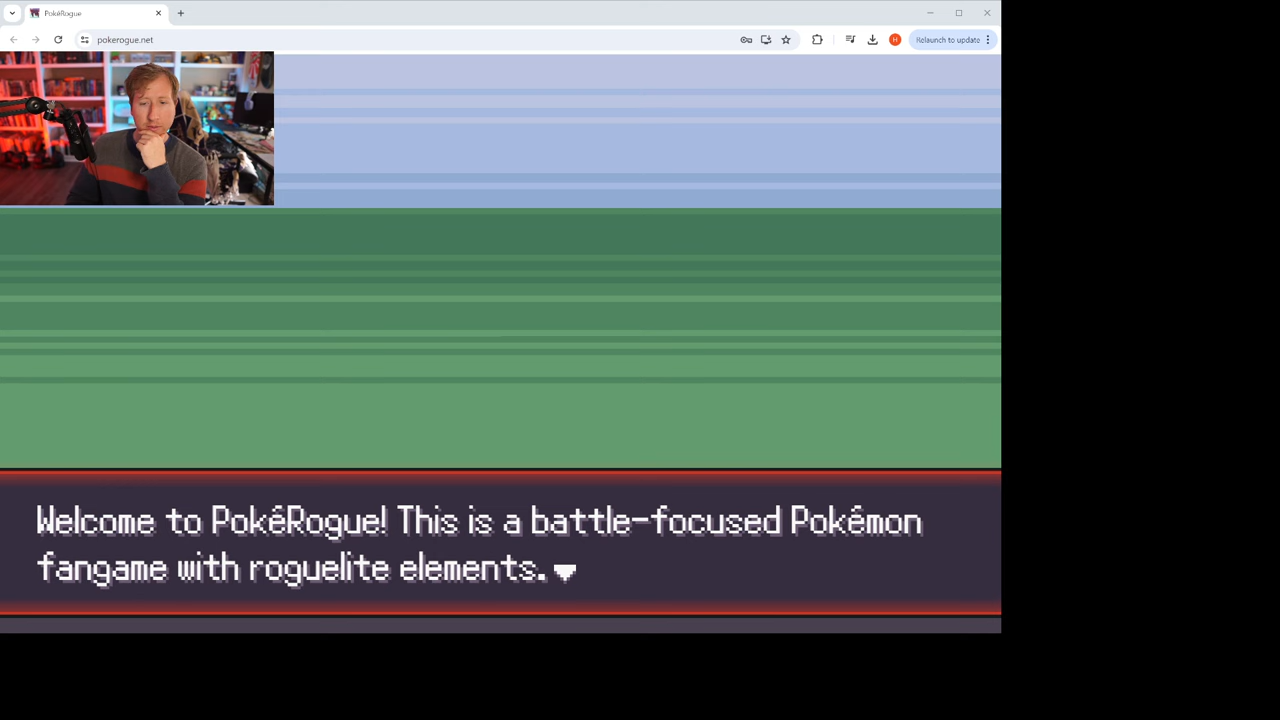 PokéRogue
pokerogue.net
Relaunch to update
Welcome to PokéRogue! This is a battle-focused Pokémon
fangame with roguelite elements.